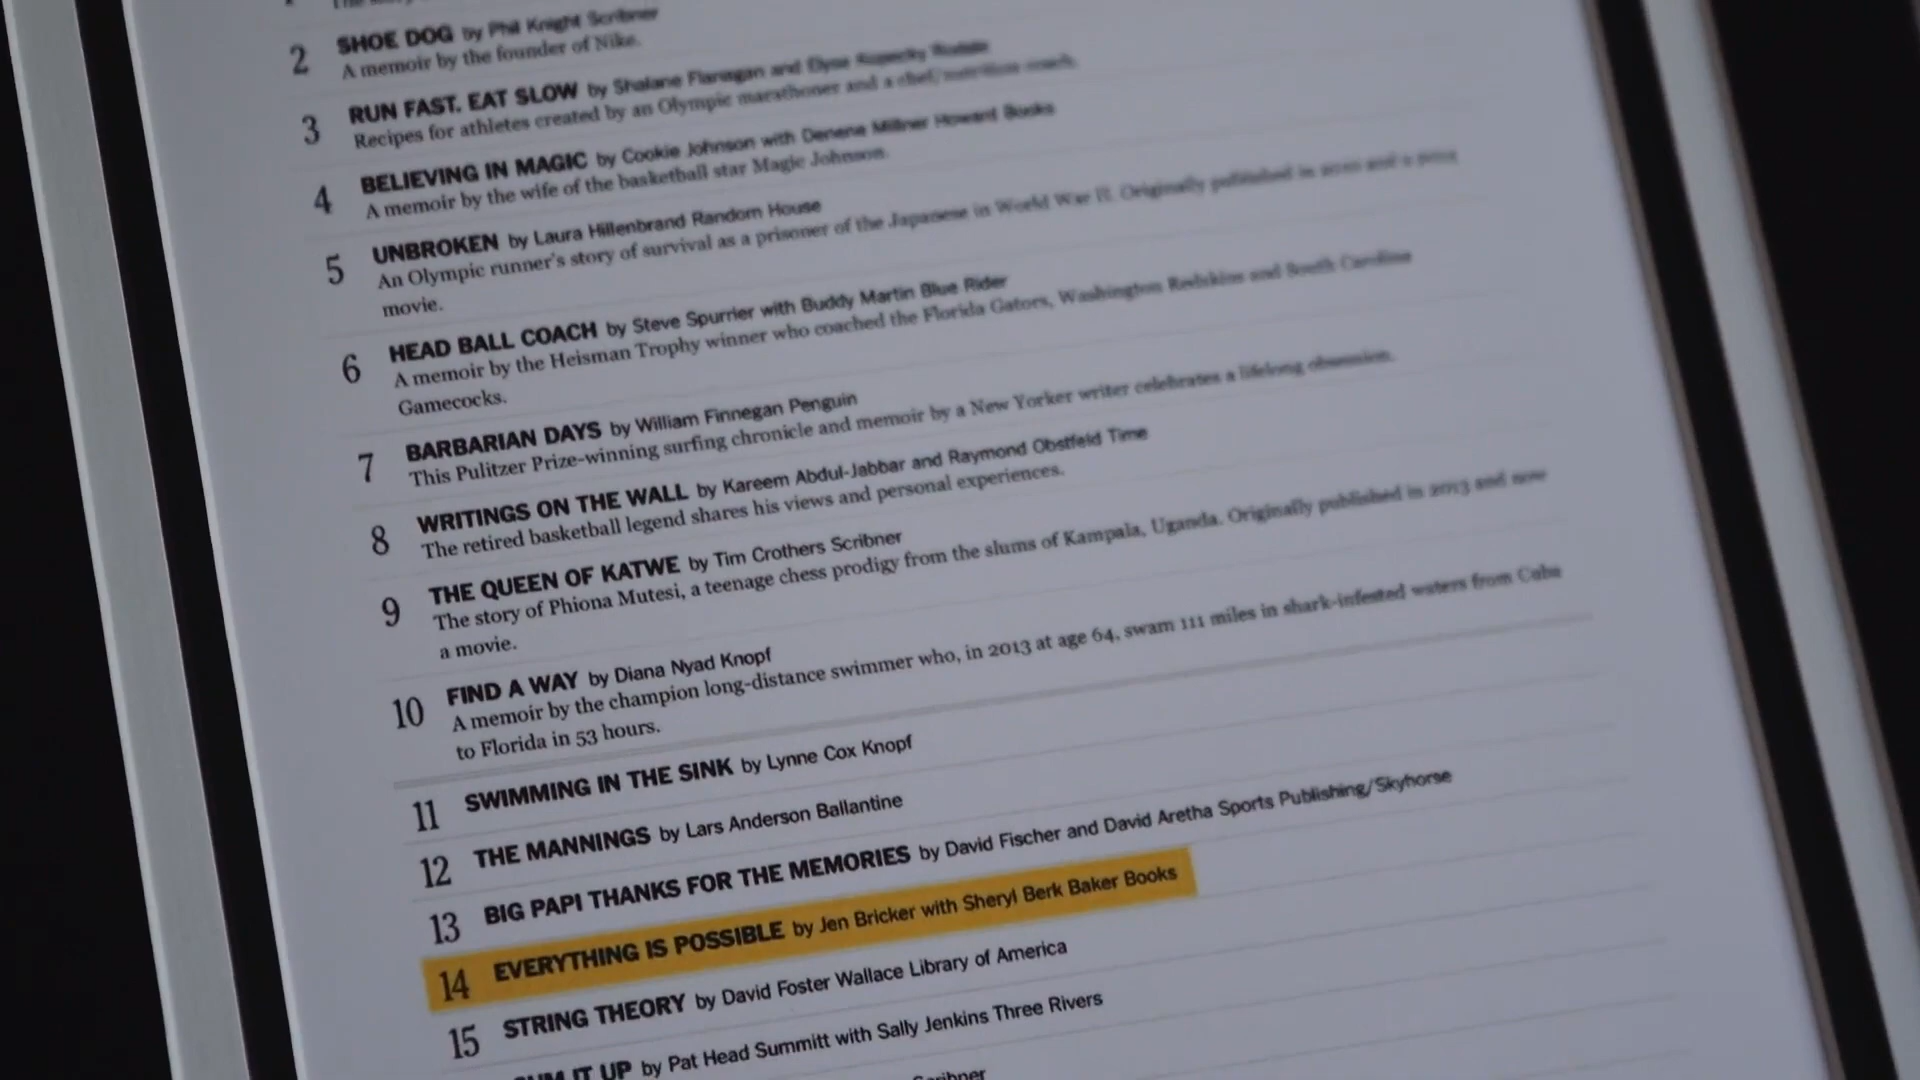 2 SHOE DOG by Phil Knight Scribner
A memoir by the founder of Nike.
3 RUN FAST. EAT SLOW by Shalane Flanagan and Elyse Kopecky Rodale
Recipes for athletes created by an Olympic marathoner and a chef/nutrition coach.
4 BELIEVING IN MAGIC by Cookie Johnson with Denene Millner Howard Books
A memoir by the wife of the basketball star Magic Johnson.
5 UNBROKEN by Laura Hillenbrand Random House
An Olympic runner's story of survival as a prisoner of the Japanese in World War II. Originally published in 2010 and a 2014
movie.
6 HEAD BALL COACH by Steve Spurrier with Buddy Martin Blue Rider
A memoir by the Heisman Trophy winner who coached the Florida Gators, Washington Redskins and South Carolina
Gamecocks.
7 BARBARIAN DAYS by William Finnegan Penguin
This Pulitzer Prize-winning surfing chronicle and memoir by a New Yorker writer celebrates a lifelong obsession.
8 WRITINGS ON THE WALL by Kareem Abdul-Jabbar and Raymond Obstfeld Time
The retired basketball legend shares his views and personal experiences.
9 THE QUEEN OF KATWE by Tim Crothers Scribner
The story of Phiona Mutesi, a teenage chess prodigy from the slums of Kampala, Uganda. Originally published in 2013 and now
a movie.
10 FIND A WAY by Diana Nyad Knopf
A memoir by the champion long-distance swimmer who, in 2013 at age 64, swam 111 miles in shark-infested waters from Cuba
to Florida in 53 hours.
11 SWIMMING IN THE SINK by Lynne Cox Knopf
12 THE MANNINGS by Lars Anderson Ballantine
13 BIG PAPI THANKS FOR THE MEMORIES by David Fischer and David Aretha Sports Publishing/Skyhorse
14 EVERYTHING IS POSSIBLE by Jen Bricker with Sheryl Berk Baker Books
15 STRING THEORY by David Foster Wallace Library of America
IT UP by Pat Head Summitt with Sally Jenkins Three Rivers